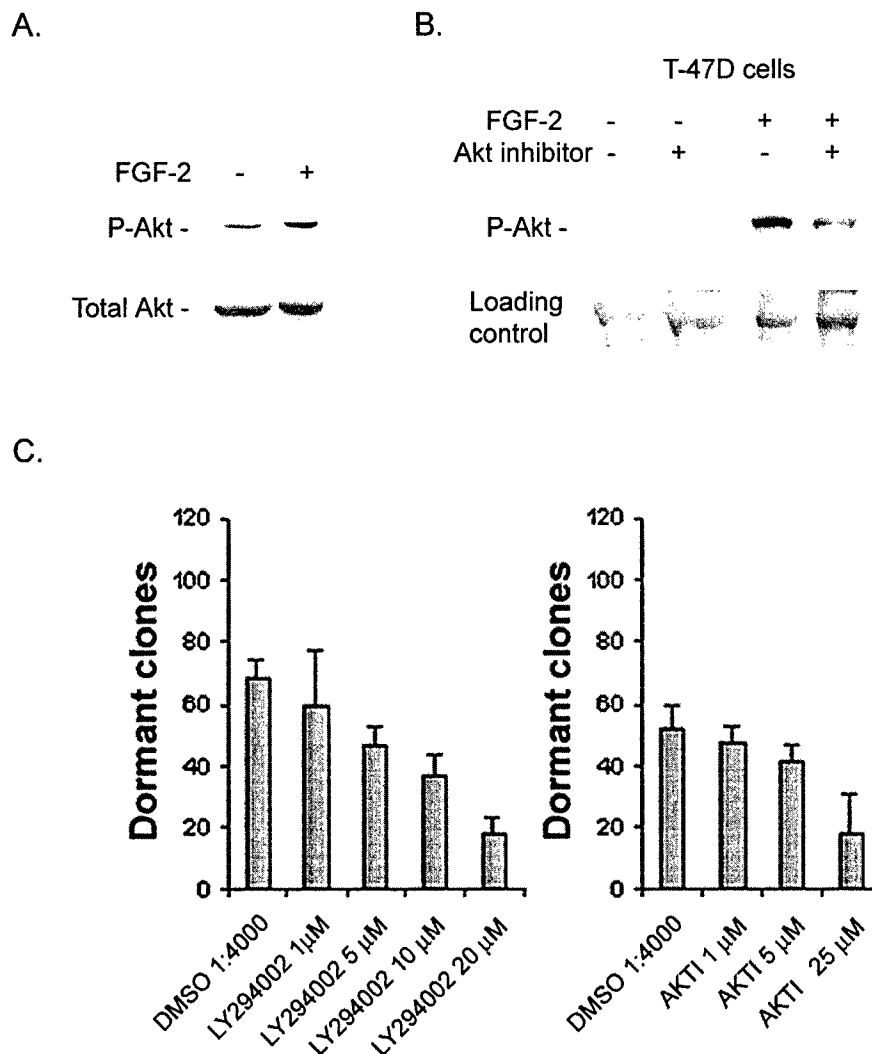 A.
FGF-2 - +
P-Akt -
Total Akt -
B.
T-47D cells
FGF-2 - - + +
Akt inhibitor - + - +
P-Akt -
Loading
control
C.
Dormant clones
120
100
80
60
40
20
0
DMSO 1:4000
LY294002 1µM
LY294002 5 µM
LY294002 10 µM
LY294002 20 µM
Dormant clones
120
100
80
60
40
20
0
DMSO 1:4000
AKTI 1 µM
AKTI 5 µM
AKTI 25 µM